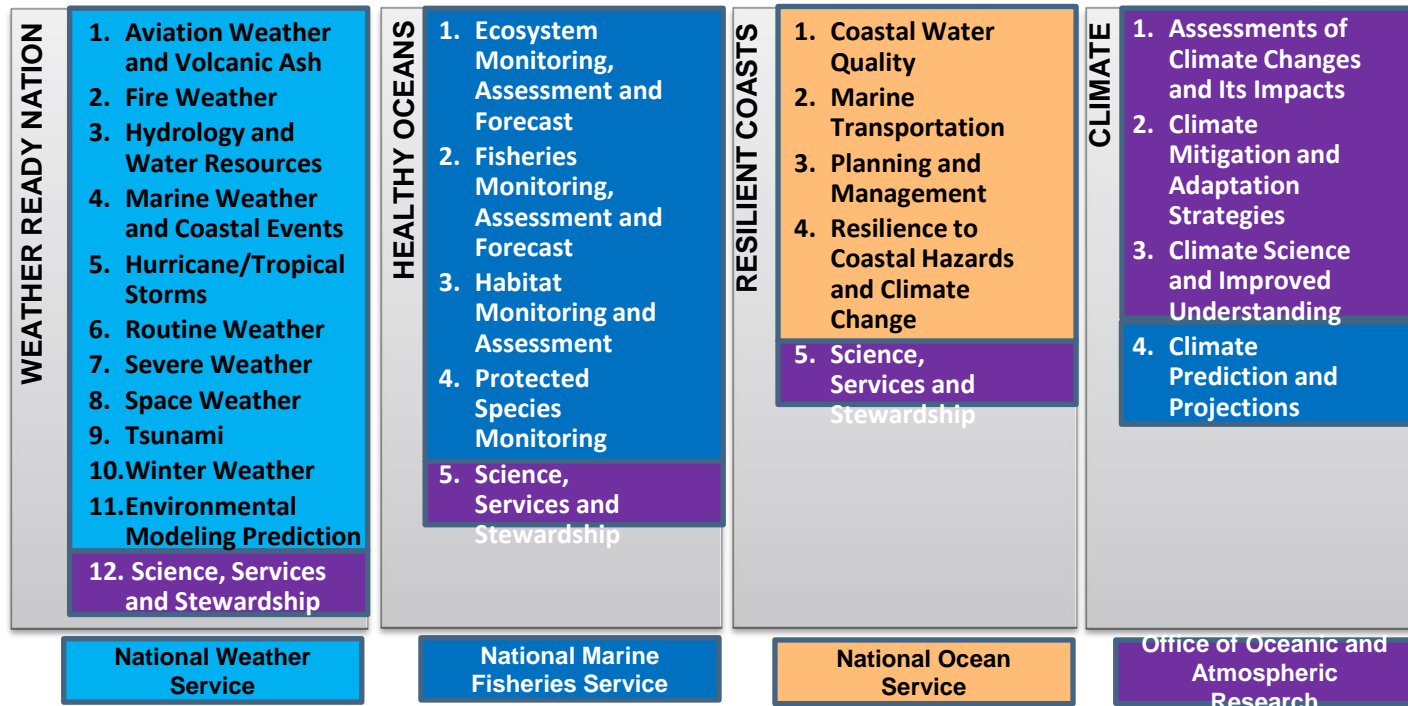 WEATHER READY NATION
1. Aviation Weather
and Volcanic Ash
2. Fire Weather
3. Hydrology and
Water Resources
4. Marine Weather
and Coastal Events
5. Hurricane/Tropical
Storms
6. Routine Weather
7. Severe Weather
8. Space Weather
9. Tsunami
10.Winter Weather
11.Environmental
Modeling Prediction
12. Science, Services
and Stewardship
National Weather
Service
HEALTHY OCEANS
1. Ecosystem
Monitoring,
Assessment and
Forecast
2. Fisheries
Monitoring,
Assessment and
Forecast
3. Habitat
Monitoring and
Assessment
4. Protected
Species
Monitoring
5. Science,
Services and
Stewardship
National Marine
Fisheries Service
RESILIENT COASTS
1. Coastal Water
Quality
2. Marine
Transportation
3. Planning and
Management
4. Resilience to
Coastal Hazards
and Climate
Change
5. Science,
Services and
Stewardship
National Ocean
Service
CLIMATE
1. Assessments of
Climate Changes
and Its Impacts
2. Climate
Mitigation and
Adaptation
Strategies
3. Climate Science
and Improved
Understanding
4. Climate
Prediction and
Projections
Office of Oceanic and
Atmospheric
Research